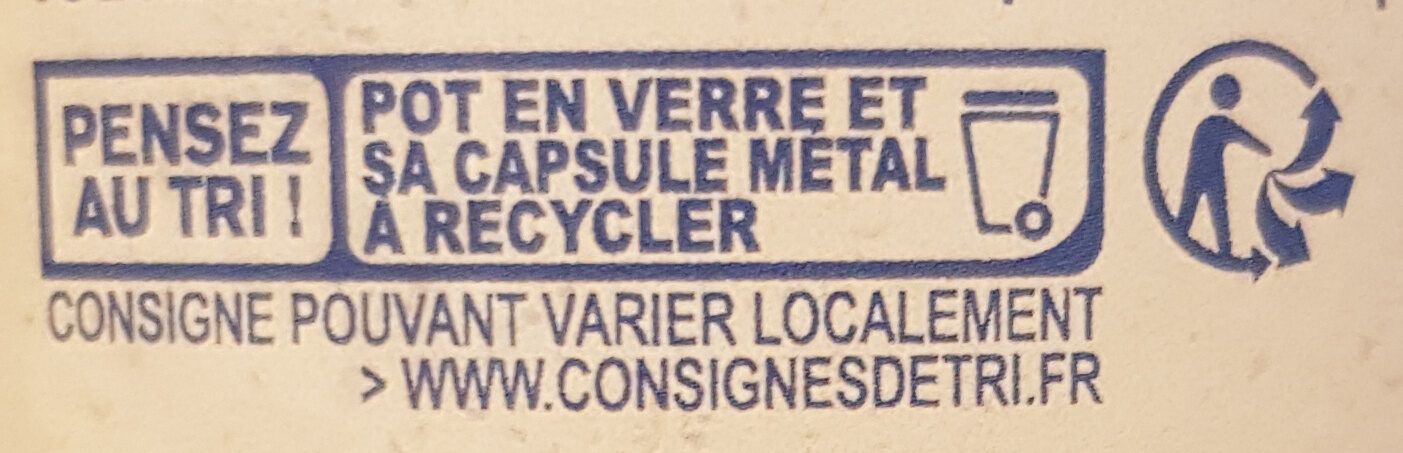 PENSEZ
AU TRI !
POT EN VERRE ET
SA CAPSULE MÉTAL
À RECYCLER
CONSIGNE POUVANT VARIER LOCALEMENT
> WWW.CONSIGNESDETRI.FR